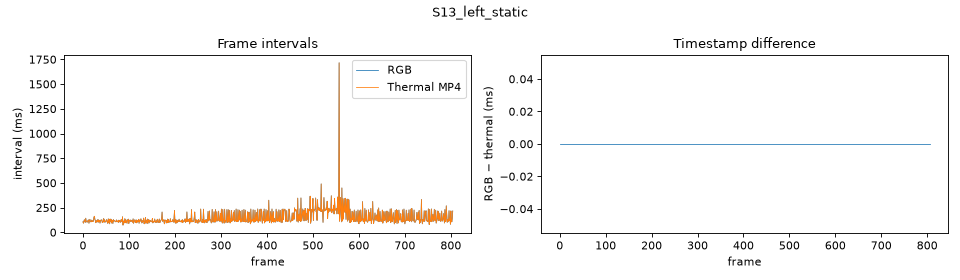 S13_left_static
Frame intervals
RGB
Thermal MP4
interval (ms)
1750
1500
1250
1000
750
500
250
0
0 100 200 300 400 500 600 700 800
frame
Timestamp difference
RGB − thermal (ms)
0.04
0.02
0.00
−0.02
−0.04
0 100 200 300 400 500 600 700 800
frame